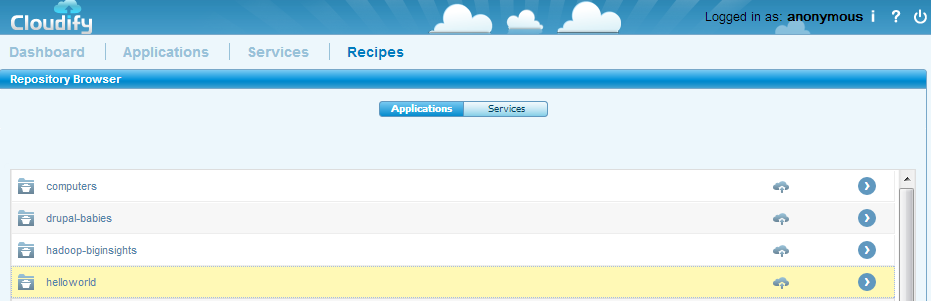 Cloudify
Logged in as: anonymous i ?
Dashboard Applications Services Recipes
Repository Browser
Applications Services
computers
drupal-babies
hadoop-biginsights
helloworld